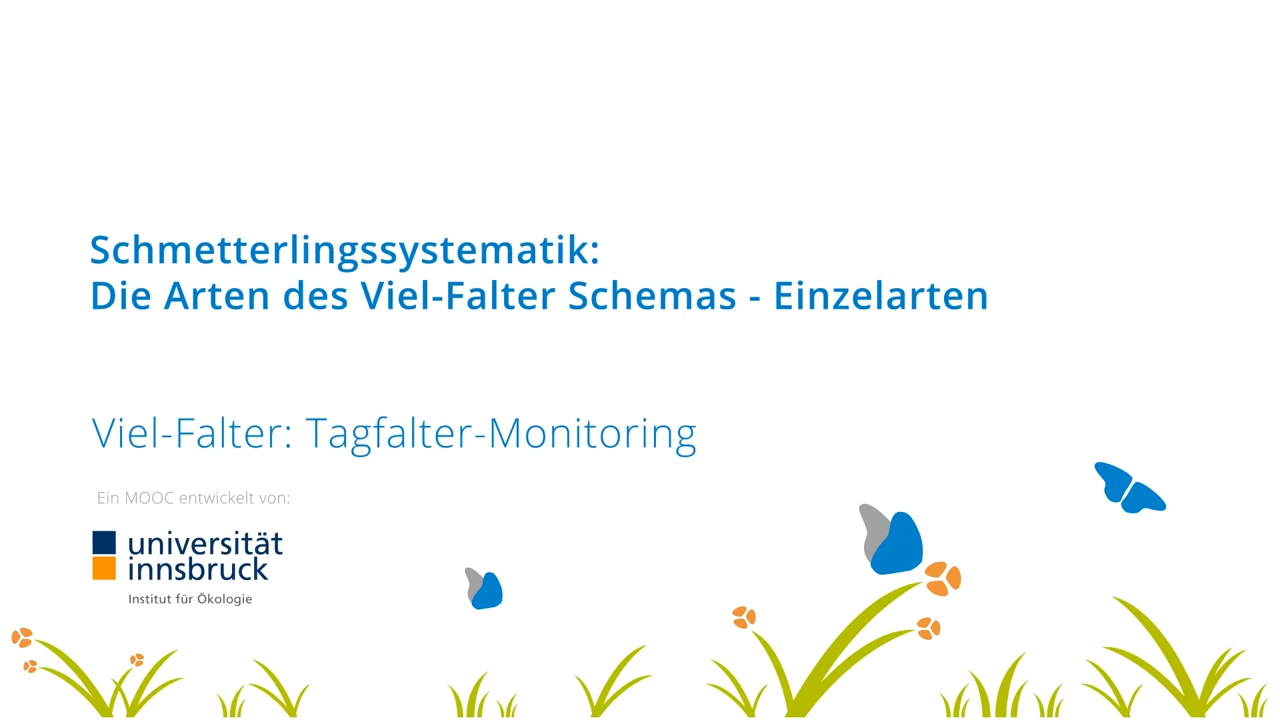 Schmetterlingssystematik:
Die Arten des Viel-Falter Schemas - Einzelarten
Viel-Falter: Tagfalter-Monitoring
Ein MOOC entwickelt von:
universität
innsbruck
Institut für Ökologie